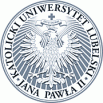 KATOLICKI UNIWERSYTET LUBELSKI
JANA PAWŁA II